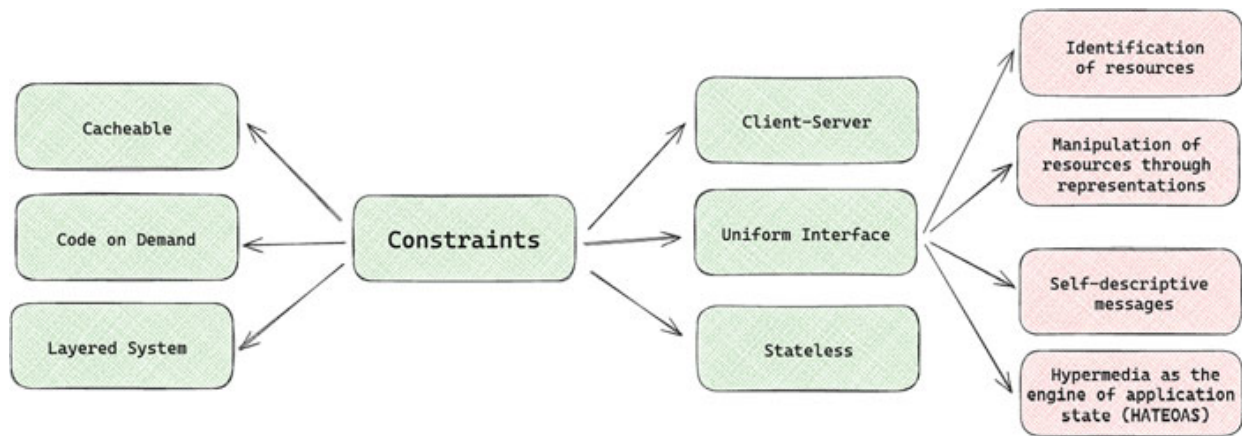 Cacheable
Code on Demand
Layered System
Constraints
Client-Server
Uniform Interface
Stateless
Identification
of resources
Manipulation of
resources through
representations
Self-descriptive
messages
Hypermedia as the
engine of application
state (HATEOAS)